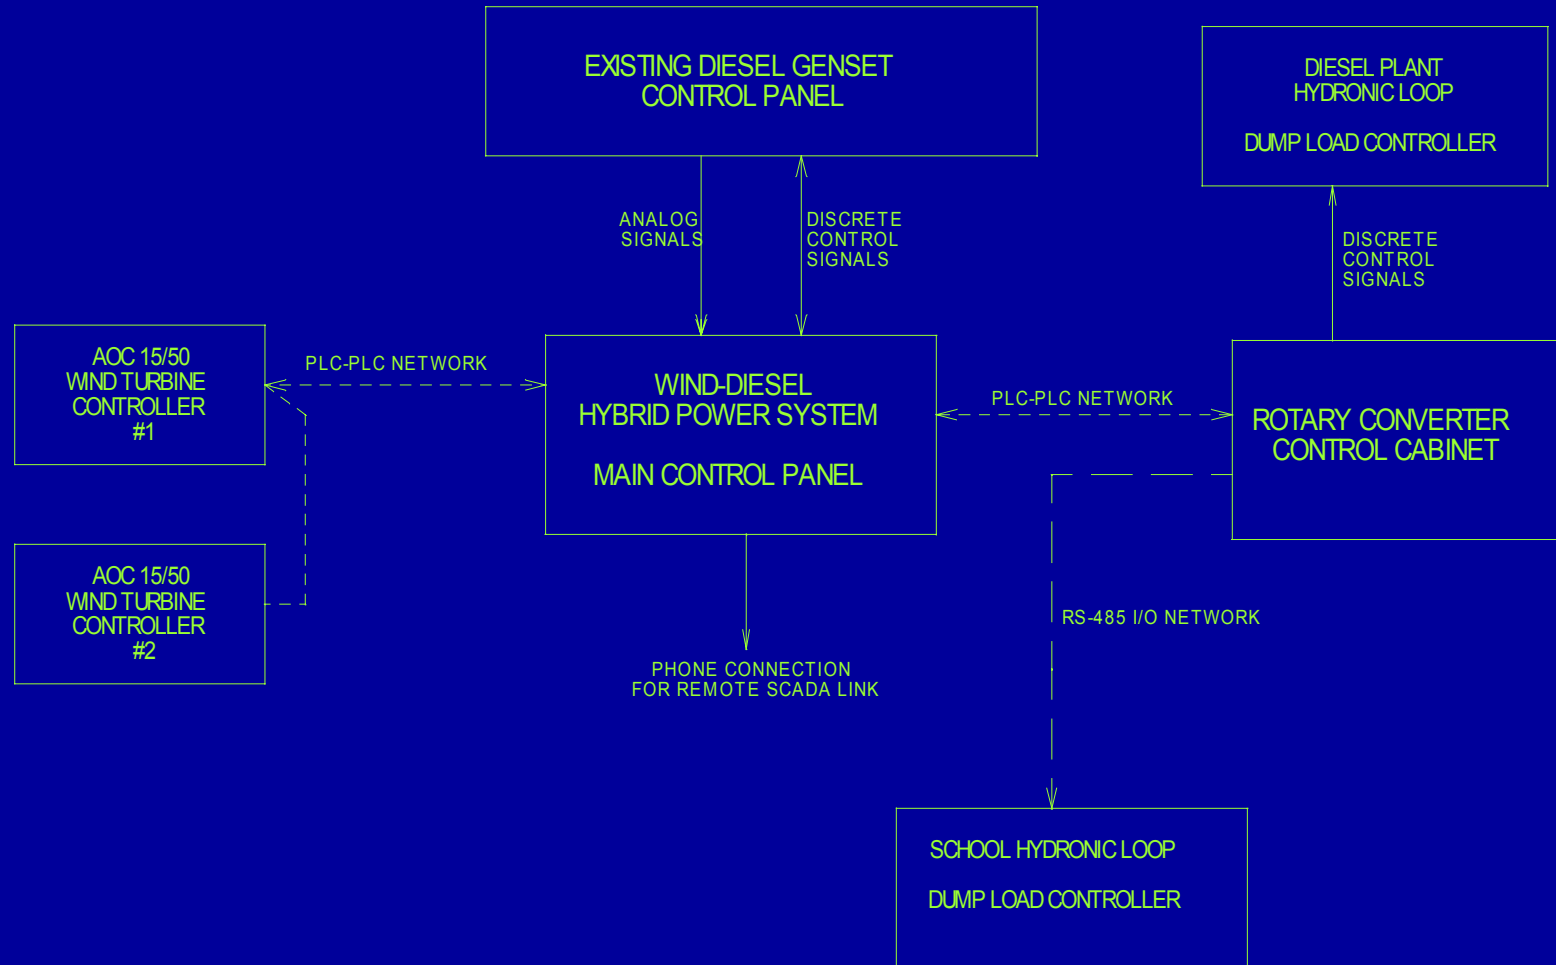 EXISTING DIESEL GENSET
CONTROL PANEL
DIESEL PLANT
HYDRONIC LOOP
DUMP LOAD CONTROLLER
ANALOG
SIGNALS
DISCRETE
CONTROL
SIGNALS
DISCRETE
CONTROL
SIGNALS
AOC 15/50
WIND TURBINE
CONTROLLER
#1
PLC-PLC NETWORK
WIND-DIESEL
HYBRID POWER SYSTEM
MAIN CONTROL PANEL
PLC-PLC NETWORK
ROTARY CONVERTER
CONTROL CABINET
AOC 15/50
WIND TURBINE
CONTROLLER
#2
RS-485 I/O NETWORK
PHONE CONNECTION
FOR REMOTE SCADA LINK
SCHOOL HYDRONIC LOOP
DUMP LOAD CONTROLLER